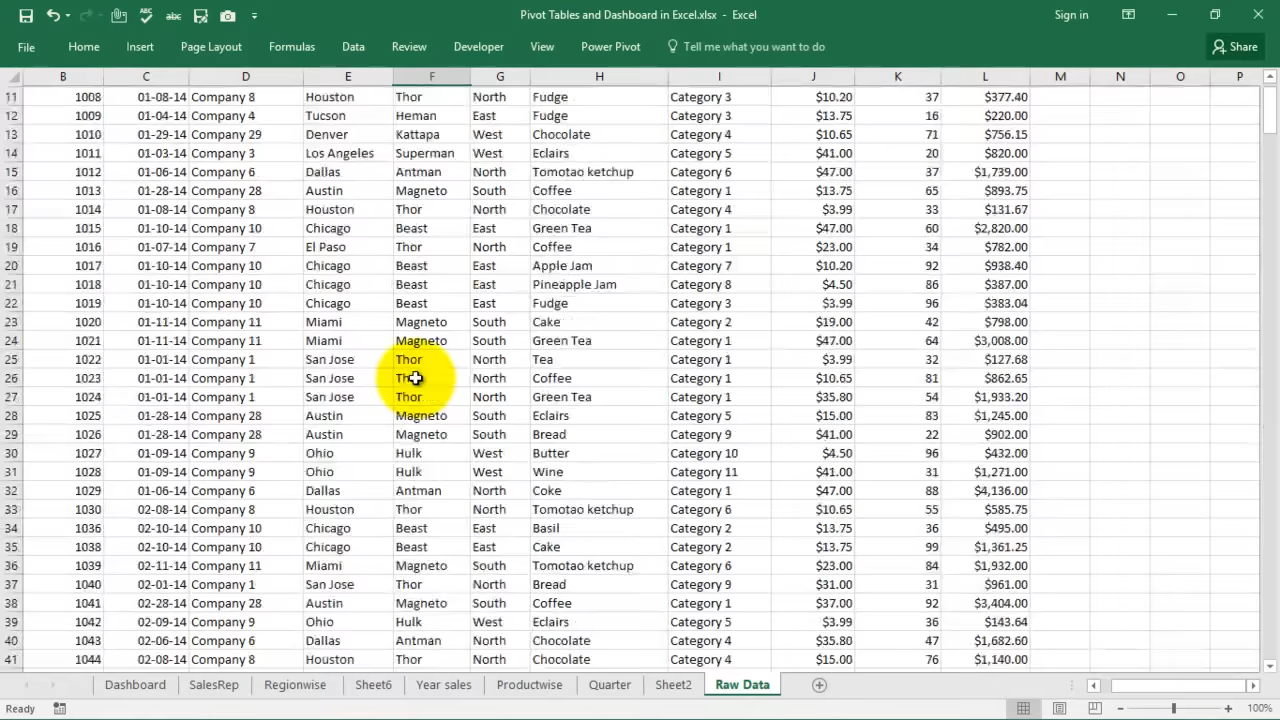 Pivot Tables and Dashboard in Excel.xlsx - Excel
Sign in
File Home Insert Page Layout Formulas Data Review Developer View Power Pivot Tell me what you want to do Share
B C D E F G H I J K L M N O P
11 1008 01-08-14 Company 8 Houston Thor North Fudge Category 3 $10.20 37 $377.40
12 1009 01-04-14 Company 4 Tucson Heman East Fudge Category 3 $13.75 16 $220.00
13 1010 01-29-14 Company 29 Denver Kattapa West Chocolate Category 4 $10.65 71 $756.15
14 1011 01-03-14 Company 3 Los Angeles Superman West Eclairs Category 5 $41.00 20 $820.00
15 1012 01-06-14 Company 6 Dallas Antman North Tomotao ketchup Category 6 $47.00 37 $1,739.00
16 1013 01-28-14 Company 28 Austin Magneto South Coffee Category 1 $13.75 65 $893.75
17 1014 01-08-14 Company 8 Houston Thor North Chocolate Category 4 $3.99 33 $131.67
18 1015 01-10-14 Company 10 Chicago Beast East Green Tea Category 1 $47.00 60 $2,820.00
19 1016 01-07-14 Company 7 El Paso Thor North Coffee Category 1 $23.00 34 $782.00
20 1017 01-10-14 Company 10 Chicago Beast East Apple Jam Category 7 $10.20 92 $938.40
21 1018 01-10-14 Company 10 Chicago Beast East Pineapple Jam Category 8 $4.50 86 $387.00
22 1019 01-10-14 Company 10 Chicago Beast East Fudge Category 3 $3.99 96 $383.04
23 1020 01-11-14 Company 11 Miami Magneto South Cake Category 2 $19.00 42 $798.00
24 1021 01-11-14 Company 11 Miami Magneto South Green Tea Category 1 $47.00 64 $3,008.00
25 1022 01-01-14 Company 1 San Jose Thor North Tea Category 1 $3.99 32 $127.68
26 1023 01-01-14 Company 1 San Jose North Coffee Category 1 $10.65 81 $862.65
27 1024 01-01-14 Company 1 San Jose Thor North Green Tea Category 1 $35.80 54 $1,933.20
28 1025 01-28-14 Company 28 Austin Magneto South Eclairs Category 5 $15.00 83 $1,245.00
29 1026 01-28-14 Company 28 Austin Magneto South Bread Category 9 $41.00 22 $902.00
30 1027 01-09-14 Company 9 Ohio Hulk West Butter Category 10 $4.50 96 $432.00
31 1028 01-09-14 Company 9 Ohio Hulk West Wine Category 11 $41.00 31 $1,271.00
32 1029 01-06-14 Company 6 Dallas Antman North Coke Category 1 $47.00 88 $4,136.00
33 1030 02-08-14 Company 8 Houston Thor North Tomotao ketchup Category 6 $10.65 55 $585.75
34 1036 02-10-14 Company 10 Chicago Beast East Basil Category 2 $13.75 36 $495.00
35 1038 02-10-14 Company 10 Chicago Beast East Cake Category 2 $13.75 99 $1,361.25
36 1039 02-11-14 Company 11 Miami Magneto South Tomotao ketchup Category 6 $23.00 84 $1,932.00
37 1040 02-01-14 Company 1 San Jose Thor North Bread Category 9 $31.00 31 $961.00
38 1041 02-28-14 Company 28 Austin Magneto South Coffee Category 1 $37.00 92 $3,404.00
39 1042 02-09-14 Company 9 Ohio Hulk West Eclairs Category 5 $3.99 36 $143.64
40 1043 02-06-14 Company 6 Dallas Antman North Chocolate Category 4 $35.80 47 $1,682.60
41 1044 02-08-14 Company 8 Houston Thor North Chocolate Category 4 $15.00 76 $1,140.00
Dashboard SalesRep Regionwise Sheet6 Year sales Productwise Quarter Sheet2 Raw Data
Ready 100%